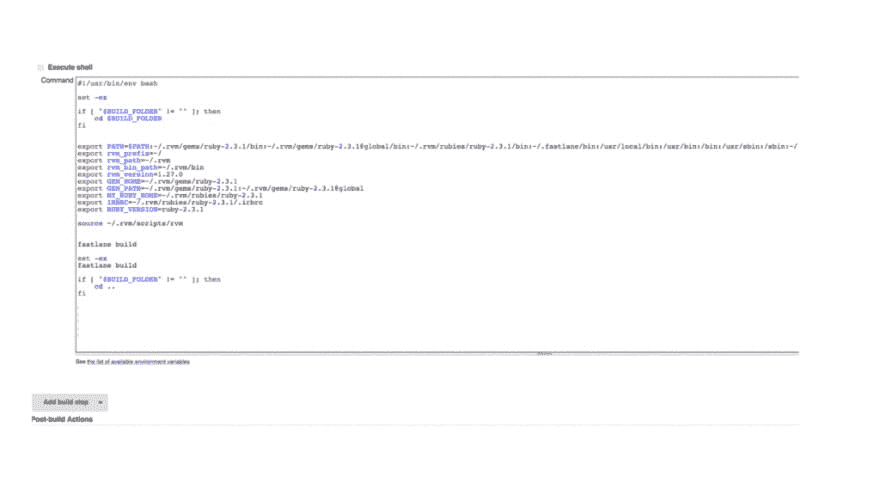 Execute shell
Command
#!/usr/bin/env bash
set -ex
if [ "$BUILD_FOLDER" != "" ]; then
cd $BUILD_FOLDER
fi
export PATH=$PATH:~/.rvm/gems/ruby-2.3.1/bin:~/.rvm/gems/ruby-2.3.1@global/bin:~/.rvm/rubies/ruby-2.3.1/bin:~/.fastlane/bin:/usr/local/bin:/usr/bin:/bin:/usr/sbin:/sbin:~/
export rvm_prefix=~/
export rvm_path=~/.rvm
export rvm_bin_path=~/.rvm/bin
export rvm_version=1.27.0
export GEM_HOME=~/.rvm/gems/ruby-2.3.1
export GEM_PATH=~/.rvm/gems/ruby-2.3.1:~/.rvm/gems/ruby-2.3.1@global
export MY_RUBY_HOME=~/.rvm/rubies/ruby-2.3.1
export IRBRC=~/.rvm/rubies/ruby-2.3.1/.irbrc
export RUBY_VERSION=ruby-2.3.1
source ~/.rvm/scripts/rvm
fastlane build
set -ex
fastlane build
if [ "$BUILD_FOLDER" != "" ]; then
cd ..
fi
See the list of available environment variables
Add build step
Post-build Actions